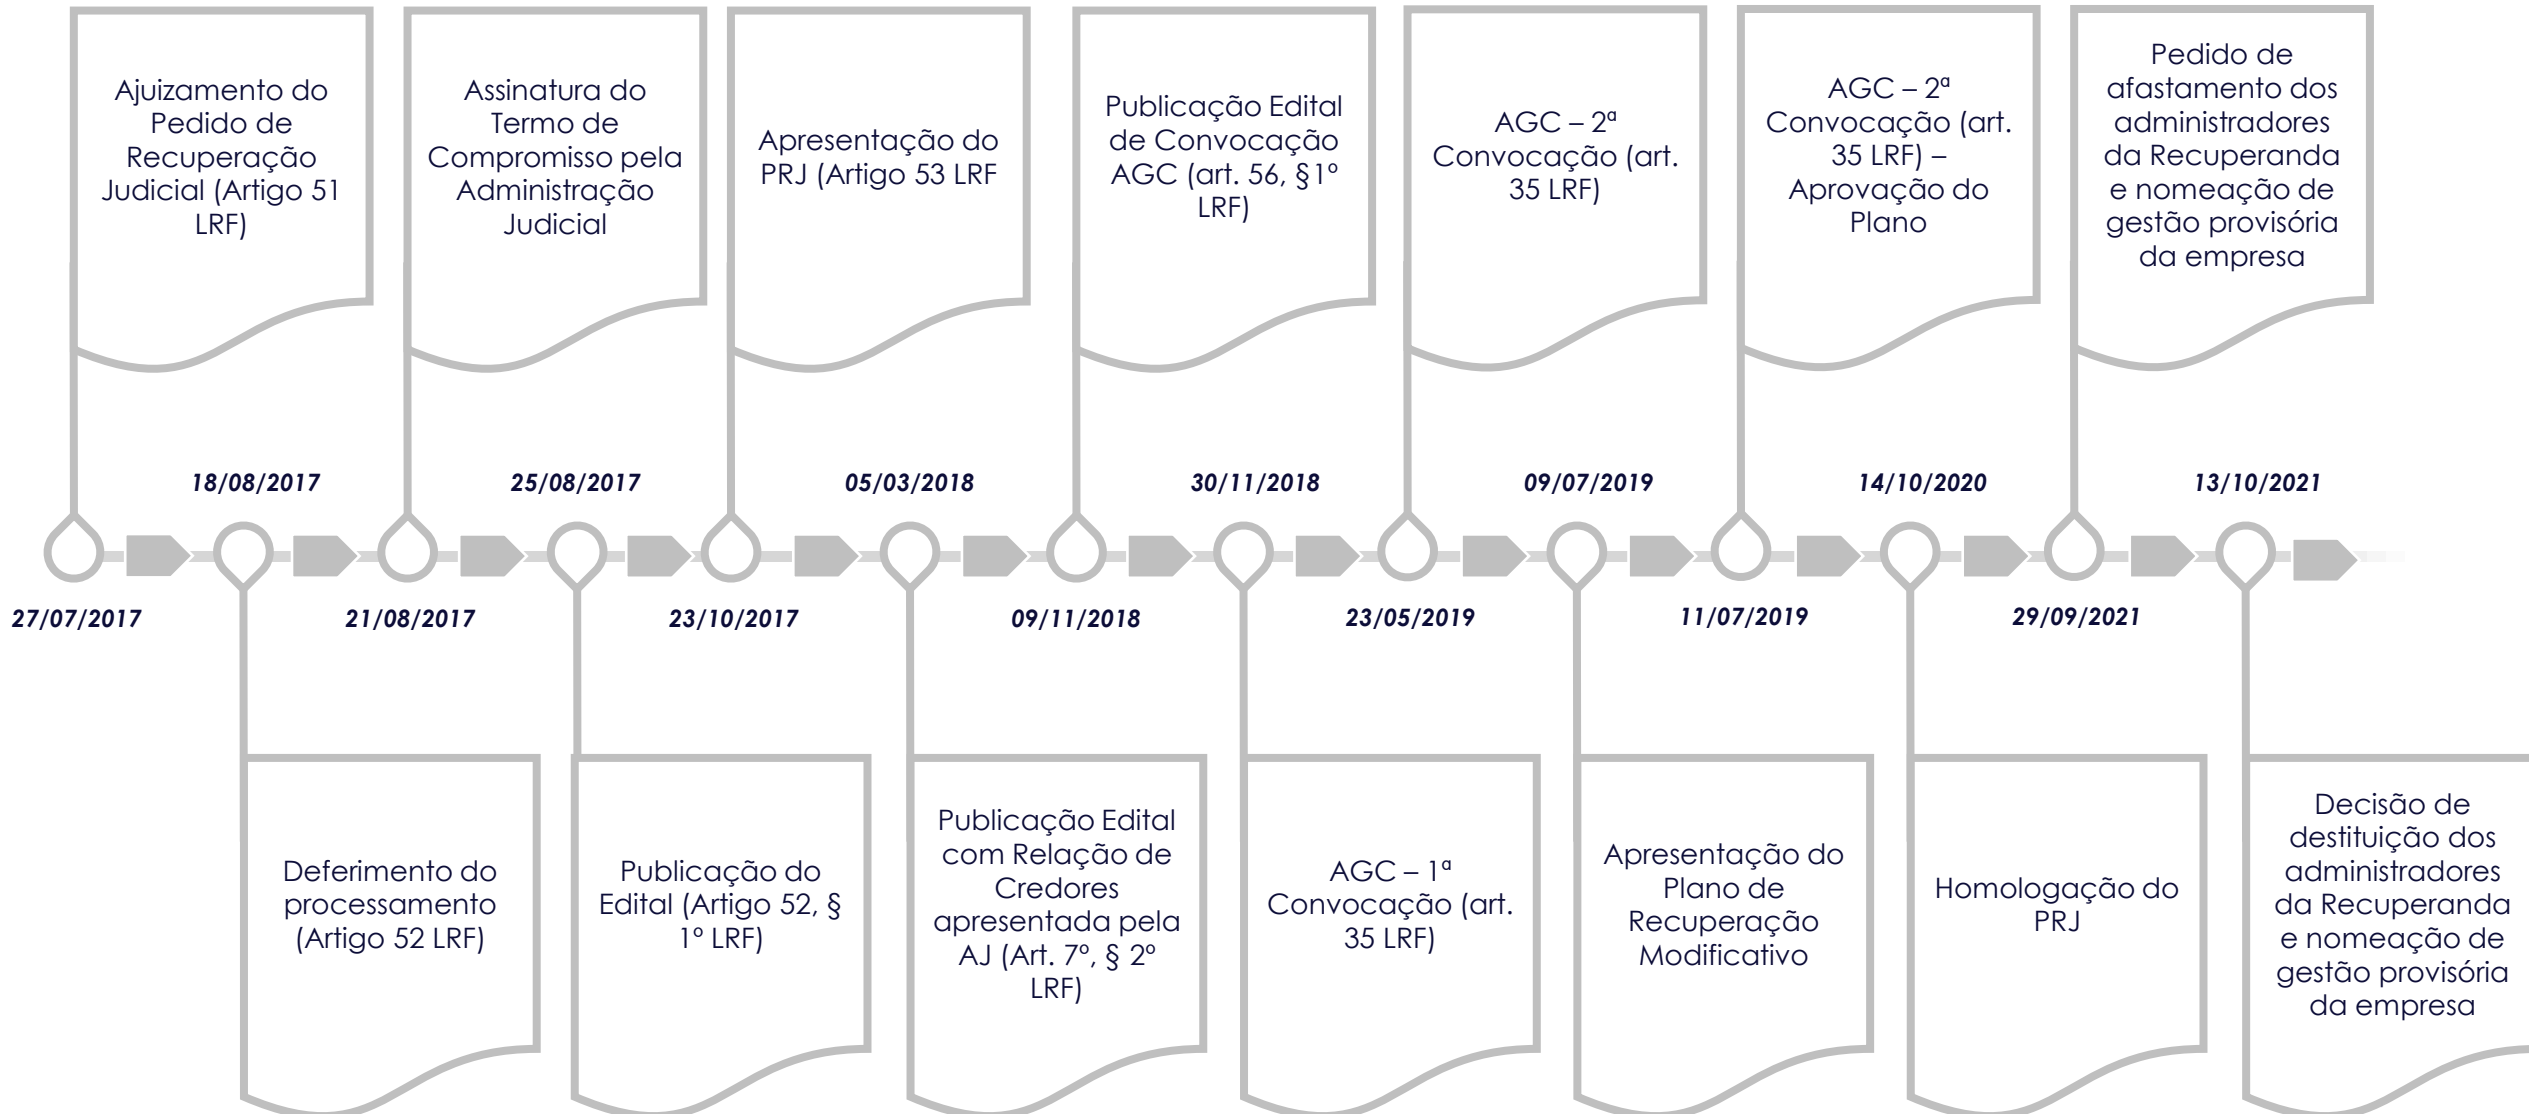 Ajuizamento do
Pedido de
Recuperação
Judicial (Artigo 51
LRF)
Assinatura do
Termo de
Compromisso pela
Administração
Judicial
Apresentação do
PRJ (Artigo 53 LRF
Publicação Edital
de Convocação
AGC (art. 56, §1º
LRF)
AGC – 2ª
Convocação (art.
35 LRF)
AGC – 2ª
Convocação (art.
35 LRF) –
Aprovação do
Plano
Pedido de
afastamento dos
administradores
da Recuperanda
e nomeação de
gestão provisória
da empresa
18/08/2017
25/08/2017
05/03/2018
30/11/2018
09/07/2019
14/10/2020
13/10/2021
27/07/2017
21/08/2017
23/10/2017
09/11/2018
23/05/2019
11/07/2019
29/09/2021
Deferimento do
processamento
(Artigo 52 LRF)
Publicação do
Edital (Artigo 52, §
1º LRF)
Publicação Edital
com Relação de
Credores
apresentada pela
AJ (Art. 7º, § 2º
LRF)
AGC – 1ª
Convocação (art.
35 LRF)
Apresentação do
Plano de
Recuperação
Modificativo
Homologação do
PRJ
Decisão de
destituição dos
administradores
da Recuperanda
e nomeação de
gestão provisória
da empresa